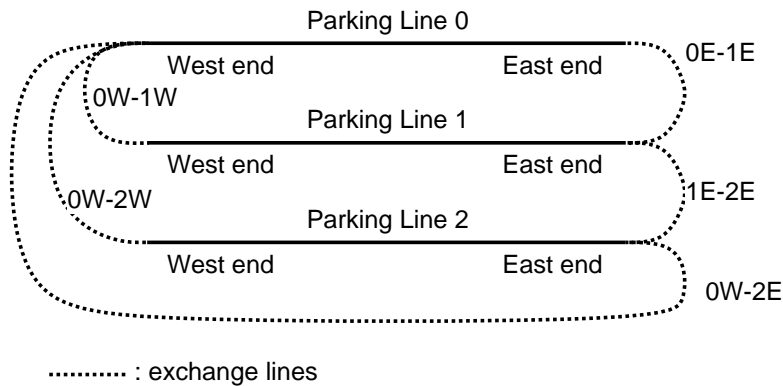 Parking Line 0
West end East end 0E-1E
0W-1W
Parking Line 1
West end East end
0W-2W 1E-2E
Parking Line 2
West end East end
0W-2E
: exchange lines